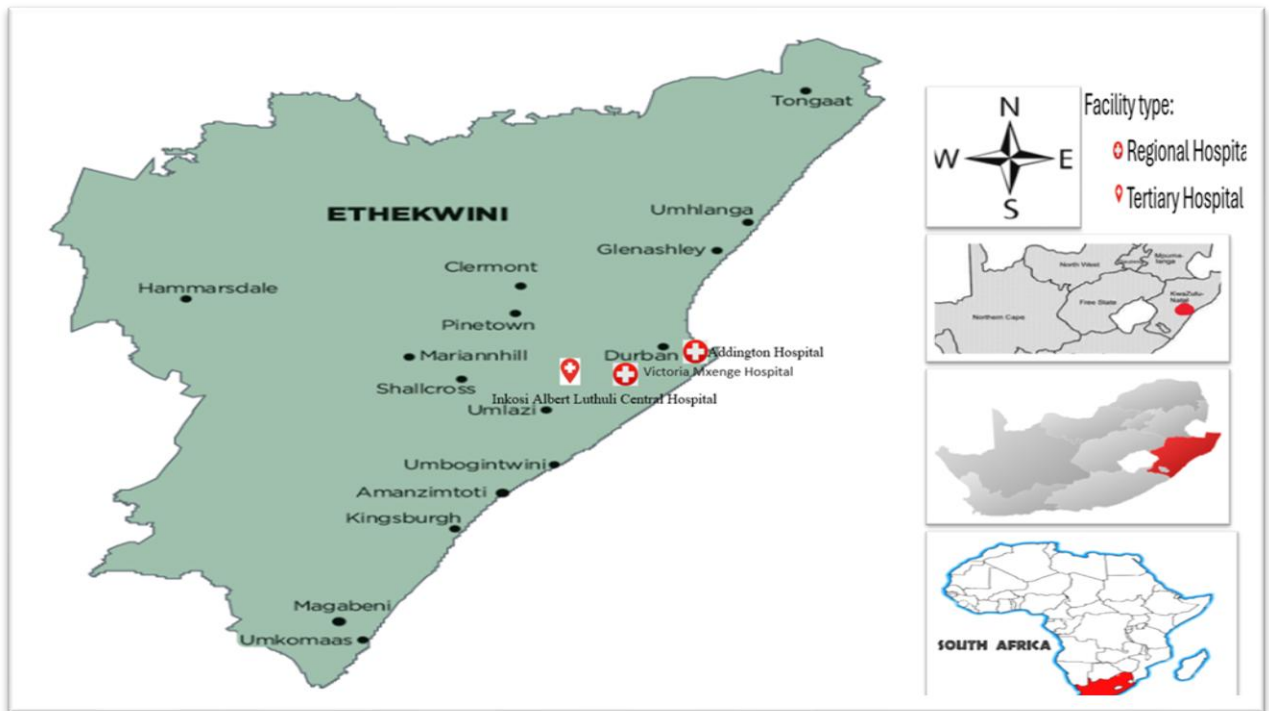 Tongaat
ETHEKWINI
Umhlanga
Glenashley
Clermont
Hammarsdale
Pinetown
Mariannhill
Durban
Addington Hospital
Victoria Mxenge Hospital
Shallcross
Inkosi Albert Luthuli Central Hospital
Umlazi
Umbogintwini
Amanzimtoti
Kingsburgh
Magabeni
Umkomaas
N
W E
S
Facility type:
Regional Hospita
Tertiary Hospital
North West
Mpuma-
langa
Free State
KwaZulu-
Natal
Northern Cape
SOUTH AFRICA